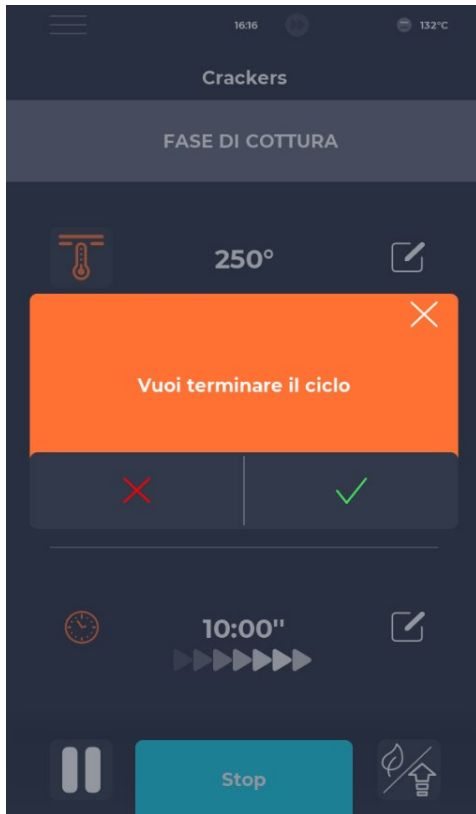 16:16
132°C
Crackers
FASE DI COTTURA
250°
Vuoi terminare il ciclo
10:00''
Stop